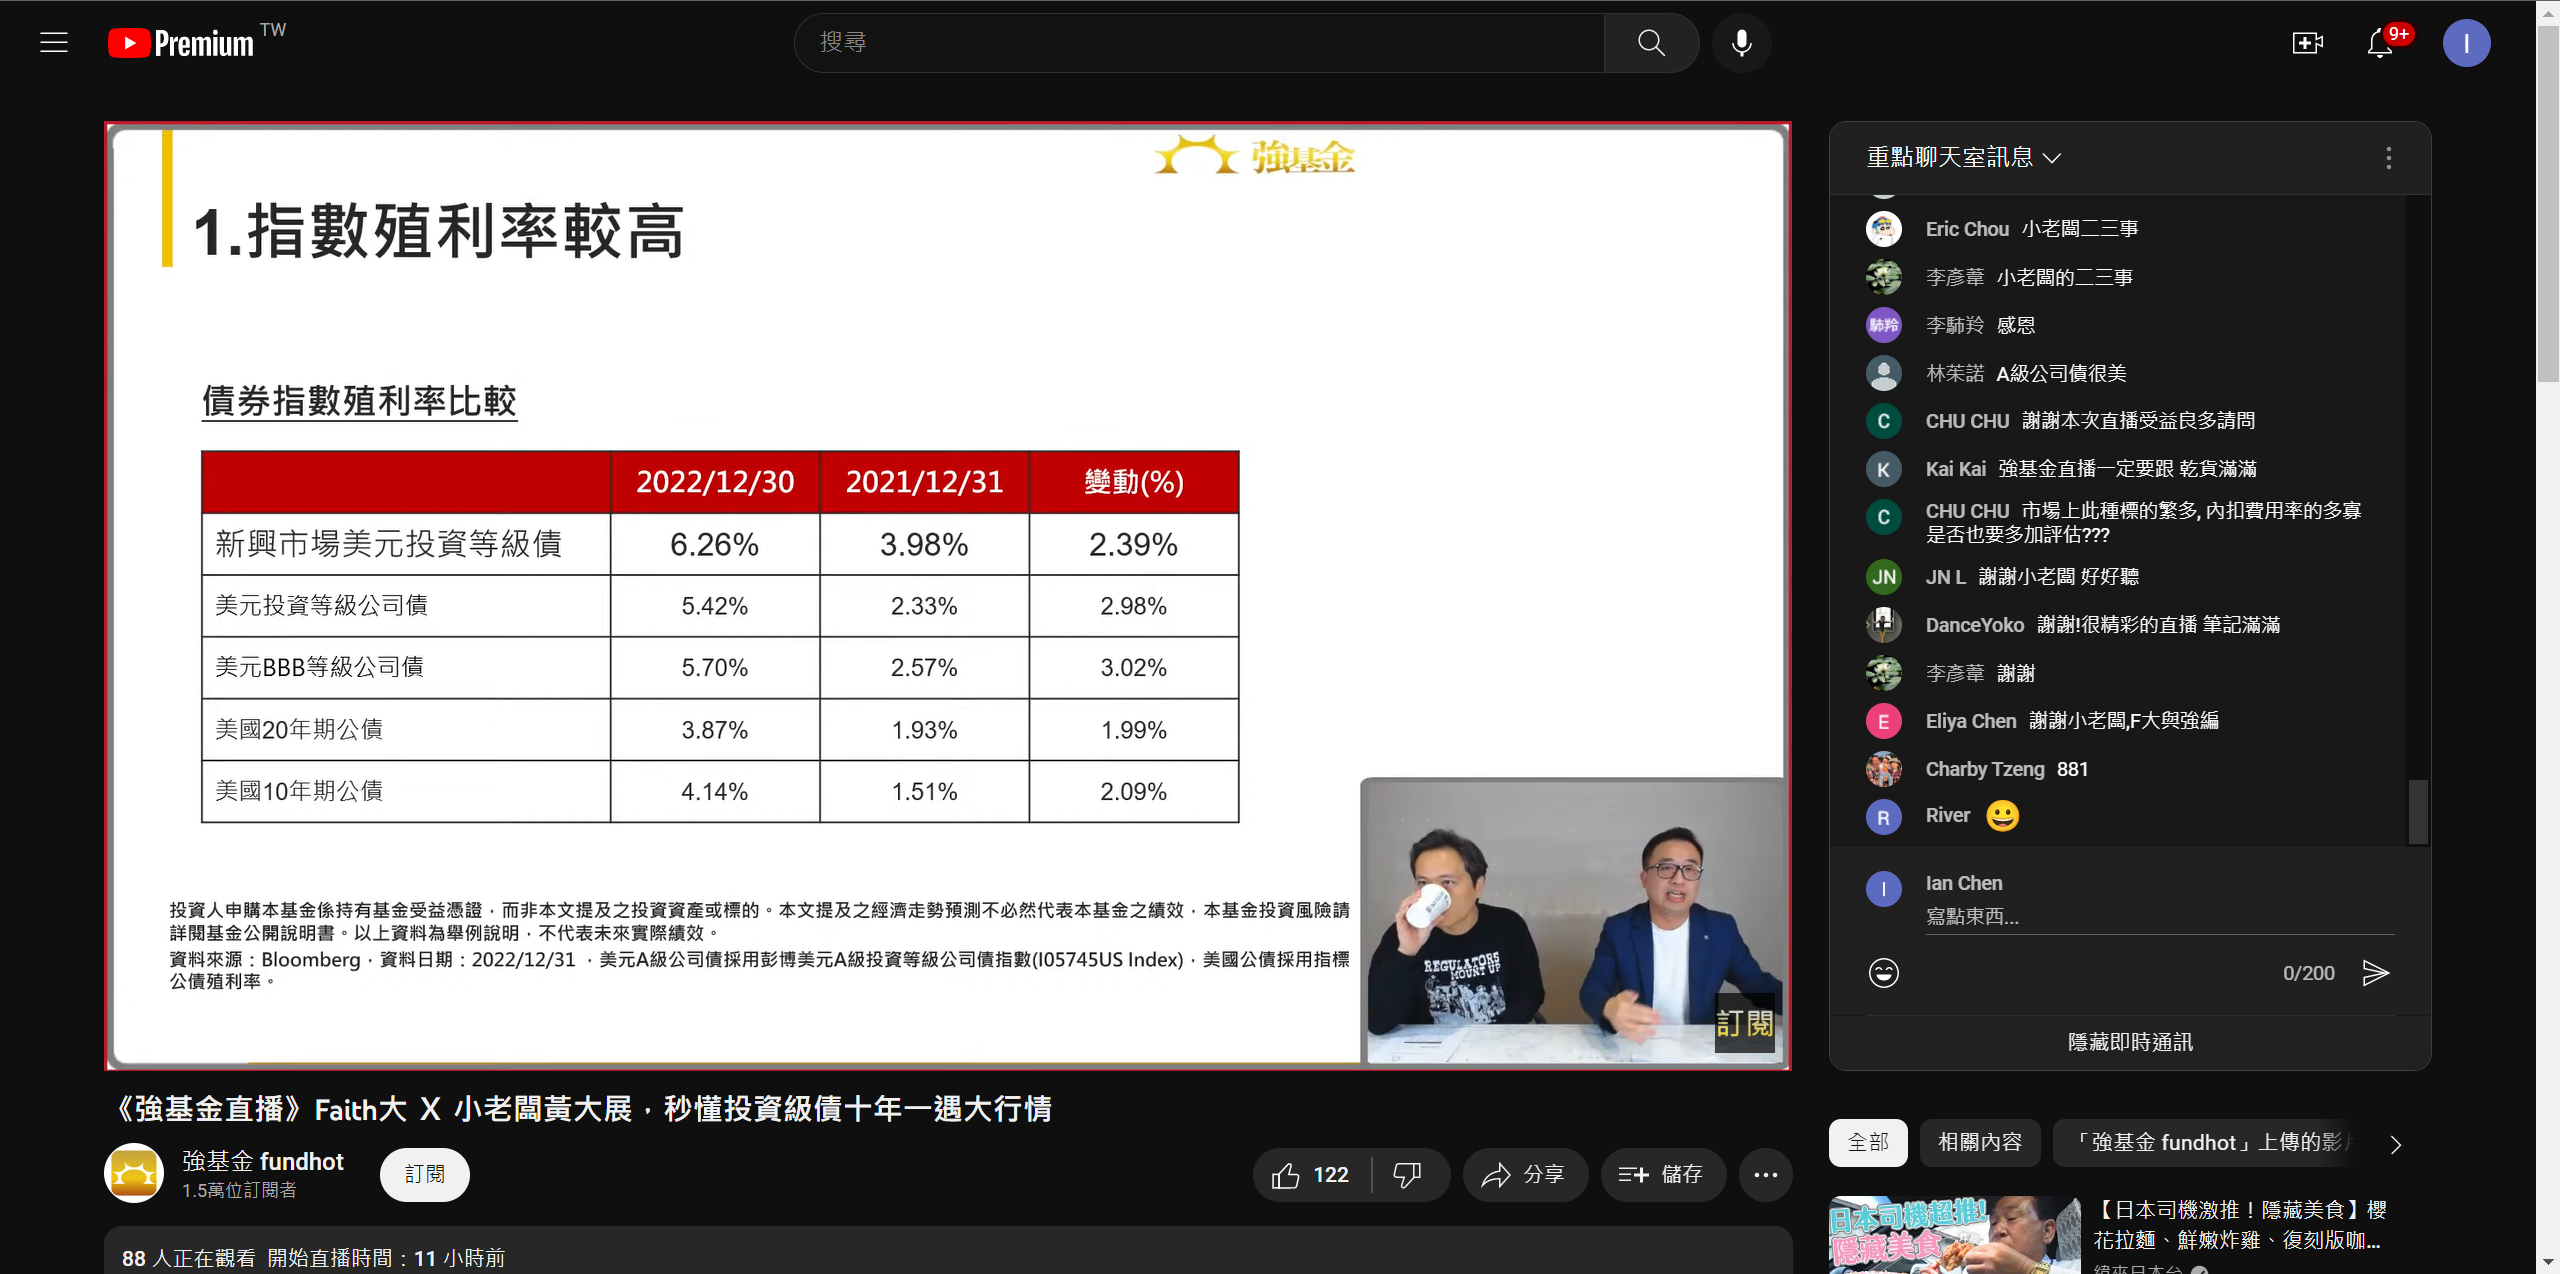 Premium TW
搜尋
9+
I
強基金
1.指數殖利率較高
債券指數殖利率比較
2022/12/30 2021/12/31 變動(%)
新興市場美元投資等級債 6.26% 3.98% 2.39%
美元投資等級公司債 5.42% 2.33% 2.98%
美元BBB等級公司債 5.70% 2.57% 3.02%
美國20年期公債 3.87% 1.93% 1.99%
美國10年期公債 4.14% 1.51% 2.09%
投資人申購本基金係持有基金受益憑證，而非本文提及之投資資產或標的。本文提及之經濟走勢預測不必然代表本基金之績效，本基金投資風險請
詳閱基金公開說明書。以上資料為舉例說明，不代表未來實際績效。
資料來源：Bloomberg，資料日期：2022/12/31 ，美元A級公司債採用彭博美元A級投資等級公司債指數(I05745US Index)，美國公債採用指標
公債殖利率。
REGULATORS
MOUNT UP
訂閱
《強基金直播》Faith大 X 小老闆黃大展，秒懂投資級債十年一遇大行情
強基金 fundhot
1.5萬位訂閱者
訂閱
122
分享
儲存
88 人正在觀看 開始直播時間：11 小時前
重點聊天室訊息
Eric Chou 小老闆二三事
李彥葦 小老闆的二三事
馷羚 李馷羚 感恩
林茱諾 A級公司債很美
C CHU CHU 謝謝本次直播受益良多請問
K Kai Kai 強基金直播一定要跟 乾貨滿滿
C CHU CHU 市場上此種標的繁多, 內扣費用率的多寡
是否也要多加評估???
JN JN L 謝謝小老闆 好好聽
DanceYoko 謝謝!很精彩的直播 筆記滿滿
李彥葦 謝謝
E Eliya Chen 謝謝小老闆,F大與強編
Charby Tzeng 881
R River 😀
I Ian Chen
寫點東西...
0/200
隱藏即時通訊
全部 相關內容 「強基金 fundhot」上傳的影片
日本司機超推!
隱藏美食
【日本司機激推！隱藏美食】櫻
花拉麵、鮮嫩炸雞、復刻版咖...